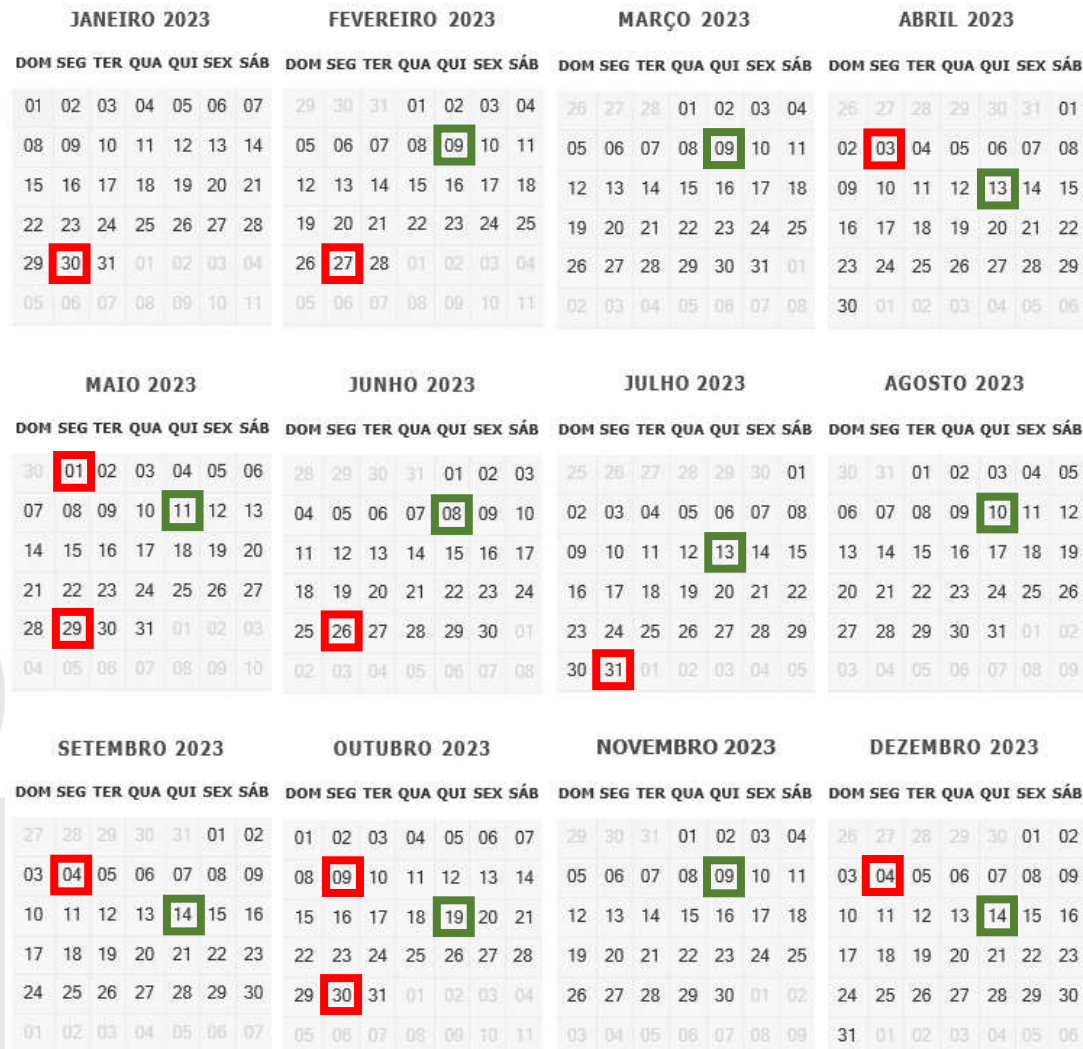 JANEIRO 2023 FEVEREIRO 2023 MARÇO 2023 ABRIL 2023
DOM SEG TER QUA QUI SEX SÁB DOM SEG TER QUA QUI SEX SÁB DOM SEG TER QUA QUI SEX SÁB DOM SEG TER QUA QUI SEX SÁB
01 02 03 04 05 06 07 29 30 31 01 02 03 04 26 27 28 01 02 03 04 26 27 28 29 30 31 01
08 09 10 11 12 13 14 05 06 07 08 09 10 11 05 06 07 08 09 10 11 02 03 04 05 06 07 08
15 16 17 18 19 20 21 12 13 14 15 16 17 18 12 13 14 15 16 17 18 09 10 11 12 13 14 15
22 23 24 25 26 27 28 19 20 21 22 23 24 25 19 20 21 22 23 24 25 16 17 18 19 20 21 22
29 30 31 01 02 03 04 26 27 28 01 02 03 04 26 27 28 29 30 31 01 23 24 25 26 27 28 29
05 06 07 08 09 10 11 05 06 07 08 09 10 11 02 03 04 05 06 07 08 30 01 02 03 04 05 06
MAIO 2023 JUNHO 2023 JULHO 2023 AGOSTO 2023
DOM SEG TER QUA QUI SEX SÁB DOM SEG TER QUA QUI SEX SÁB DOM SEG TER QUA QUI SEX SÁB DOM SEG TER QUA QUI SEX SÁB
30 01 02 03 04 05 06 28 29 30 31 01 02 03 25 26 27 28 29 30 01 30 31 01 02 03 04 05
07 08 09 10 11 12 13 04 05 06 07 08 09 10 02 03 04 05 06 07 08 06 07 08 09 10 11 12
14 15 16 17 18 19 20 11 12 13 14 15 16 17 09 10 11 12 13 14 15 13 14 15 16 17 18 19
21 22 23 24 25 26 27 18 19 20 21 22 23 24 16 17 18 19 20 21 22 20 21 22 23 24 25 26
28 29 30 31 01 02 03 25 26 27 28 29 30 01 23 24 25 26 27 28 29 27 28 29 30 31 01 02
04 05 06 07 08 09 10 02 03 04 05 06 07 08 30 31 01 02 03 04 05 03 04 05 06 07 08 09
SETEMBRO 2023 OUTUBRO 2023 NOVEMBRO 2023 DEZEMBRO 2023
DOM SEG TER QUA QUI SEX SÁB DOM SEG TER QUA QUI SEX SÁB DOM SEG TER QUA QUI SEX SÁB DOM SEG TER QUA QUI SEX SÁB
27 28 29 30 31 01 02 01 02 03 04 05 06 07 29 30 31 01 02 03 04 26 27 28 29 30 01 02
03 04 05 06 07 08 09 08 09 10 11 12 13 14 05 06 07 08 09 10 11 03 04 05 06 07 08 09
10 11 12 13 14 15 16 15 16 17 18 19 20 21 12 13 14 15 16 17 18 10 11 12 13 14 15 16
17 18 19 20 21 22 23 22 23 24 25 26 27 28 19 20 21 22 23 24 25 17 18 19 20 21 22 23
24 25 26 27 28 29 30 29 30 31 01 02 03 04 26 27 28 29 30 01 02 24 25 26 27 28 29 30
01 02 03 04 05 06 07 05 06 07 08 09 10 11 03 04 05 06 07 08 09 31 01 02 03 04 05 06